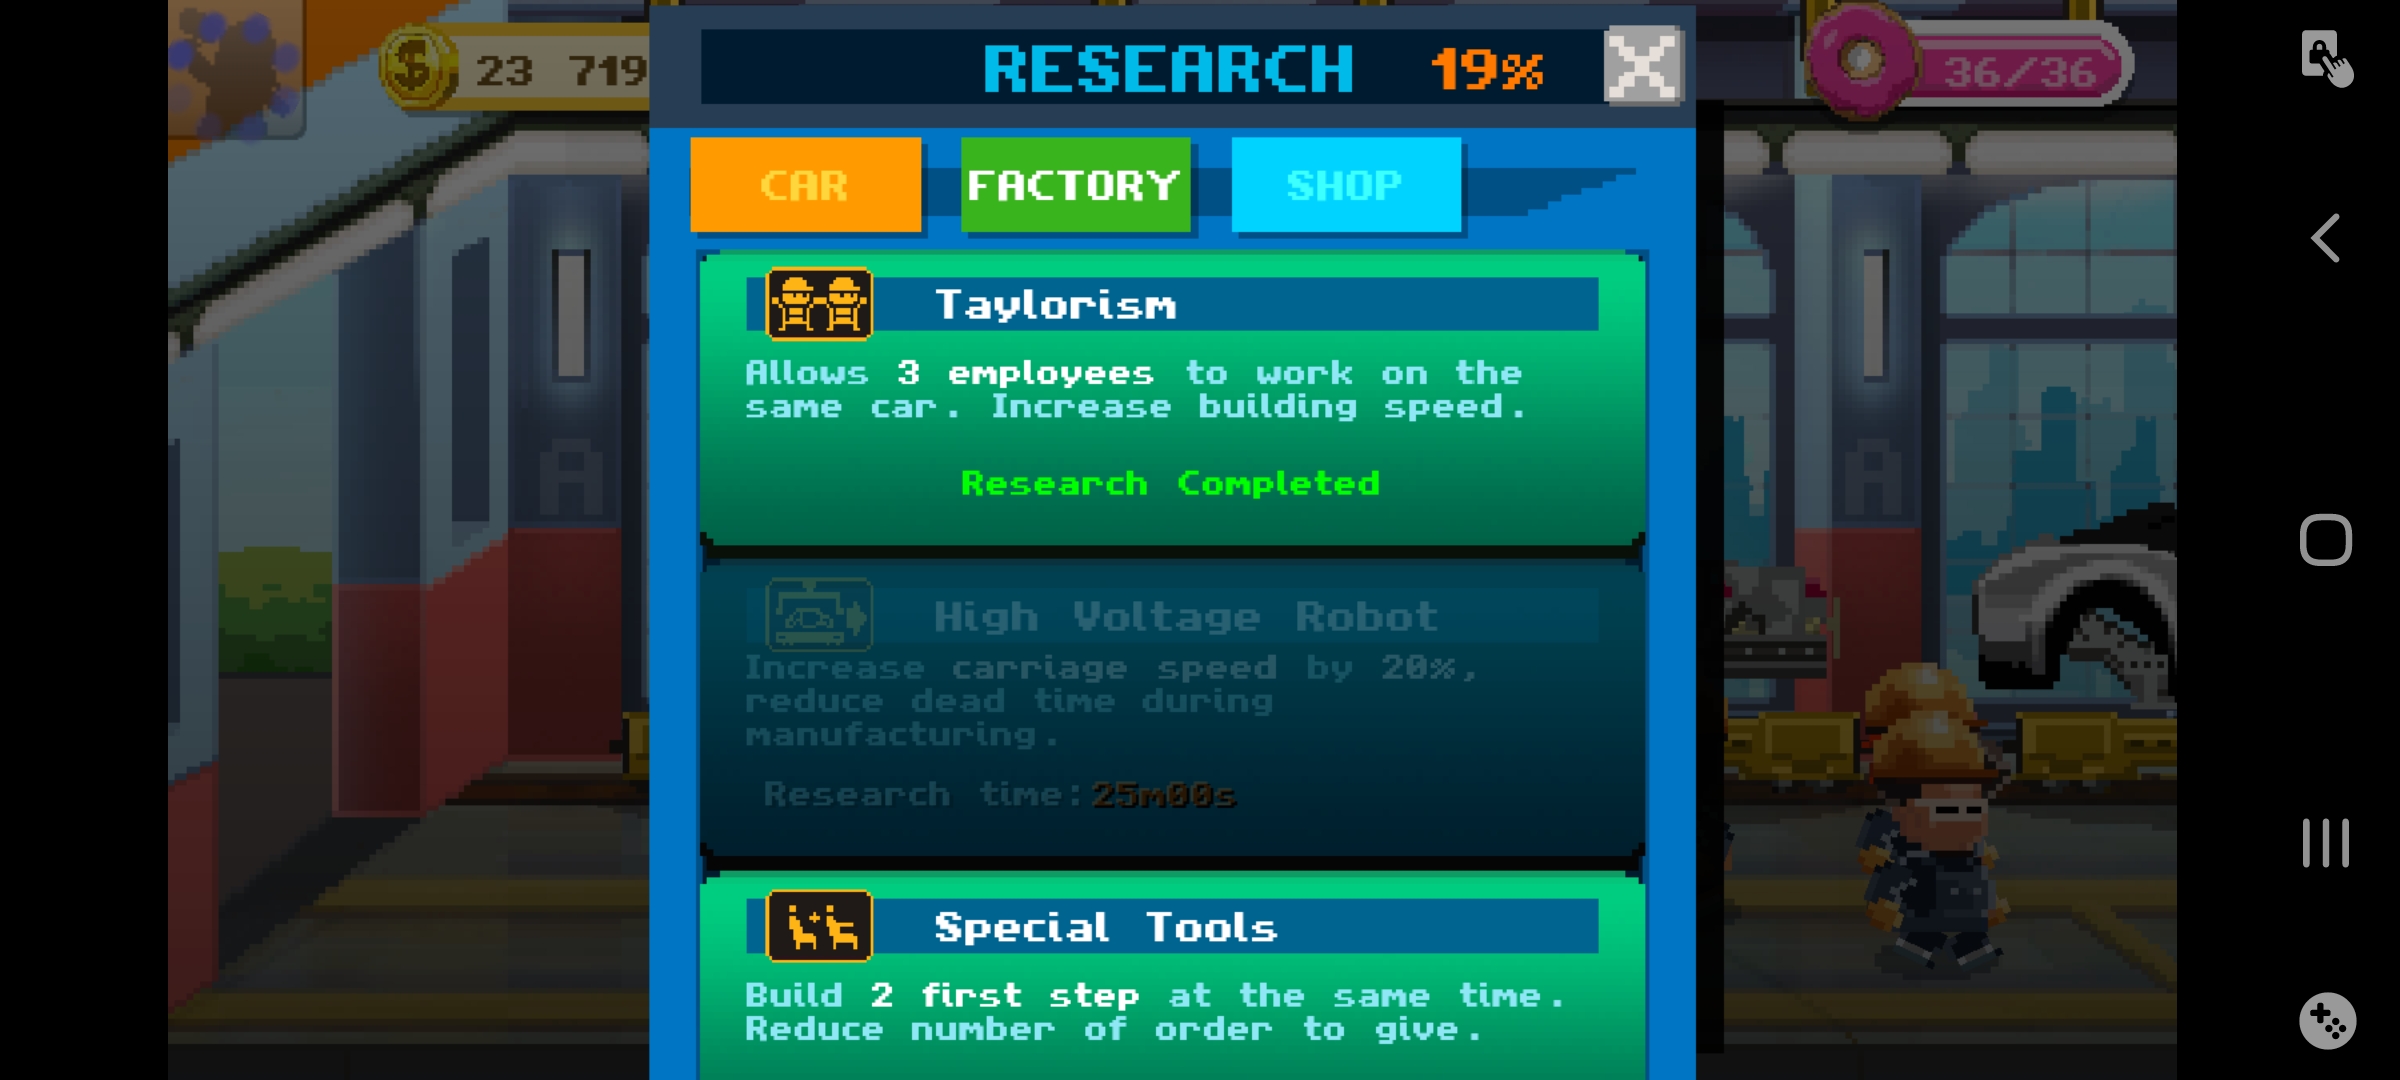 23 719
RESEARCH 19%
36/36
CAR FACTORY SHOP
Taylorism
Allows 3 employees to work on the
same car. Increase building speed.
Research Completed
High Voltage Robot
Increase carriage speed by 20%,
reduce dead time during
manufacturing.
Research time:25m00s
Special Tools
Build 2 first step at the same time.
Reduce number of order to give.
A
A